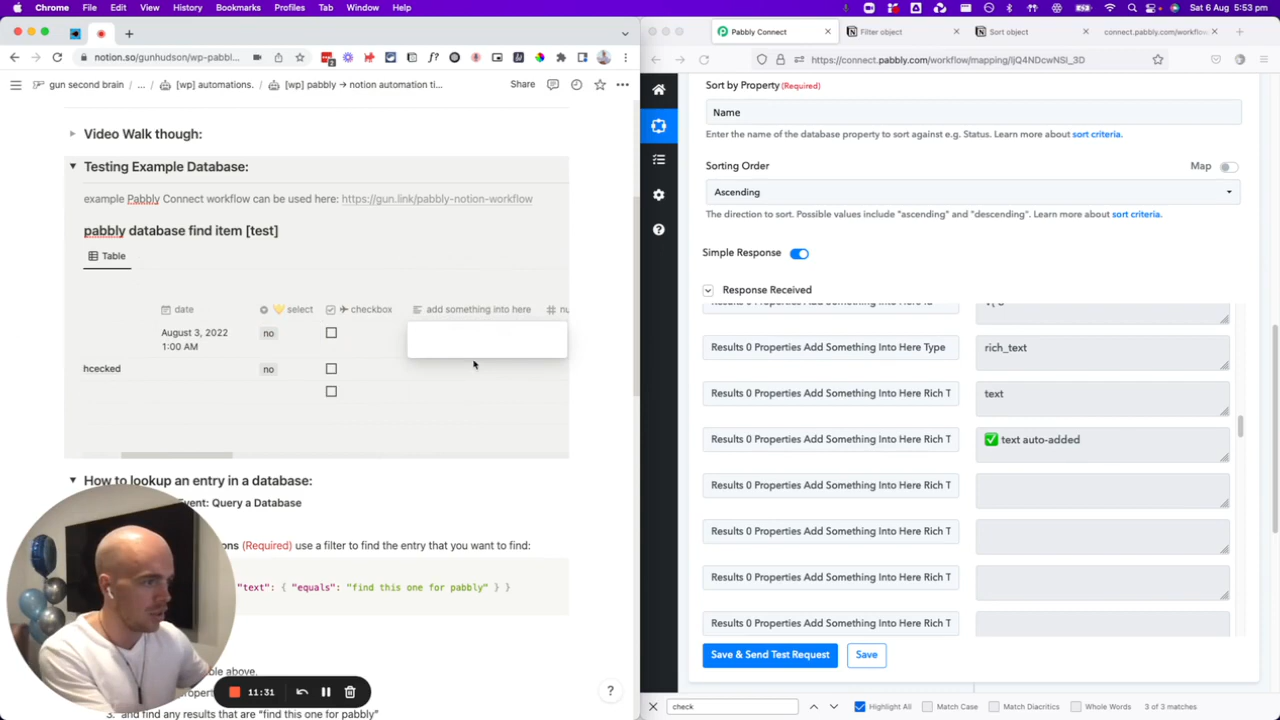 Chrome File Edit View History Bookmarks Profiles Tab Window Help
Sat 6 Aug 5:53 pm
notion.so/gunhudson/wp-pabbl...
gun second brain / ... / [wp] automations. / [wp] pabbly → notion automation ti...
Share
Video Walk though:
Testing Example Database:
example Pabbly Connect workflow can be used here: https://gun.link/pabbly-notion-workflow
pabbly database find item [test]
Table
date select checkbox add something into here # nu
August 3, 2022
1:00 AM
no
hcecked
no
How to lookup an entry in a database:
vent: Query a Database
ons (Required) use a filter to find the entry that you want to find:
"text": { "equals": "find this one for pabbly" } }
ble above.
propert
3. and find any results that are "find this one for pabbly"
11:31
?
Pabbly Connect
Filter object
Sort object
connect.pabbly.com/workflow
https://connect.pabbly.com/workflow/mapping/IjQ4NDcwNSI_3D
Sort by Property (Required)
Name
Enter the name of the database property to sort against e.g. Status. Learn more about sort criteria.
Sorting Order
Map
Ascending
The direction to sort. Possible values include "ascending" and "descending". Learn more about sort criteria.
Simple Response
Response Received
Results 0 Properties Add Something Into Here Id
Results 0 Properties Add Something Into Here Type
rich_text
Results 0 Properties Add Something Into Here Rich T
text
Results 0 Properties Add Something Into Here Rich T
✅ text auto-added
Results 0 Properties Add Something Into Here Rich T
Results 0 Properties Add Something Into Here Rich T
Results 0 Properties Add Something Into Here Rich T
Results 0 Properties Add Something Into Here Rich T
Save & Send Test Request
Save
check
Highlight All
Match Case
Match Diacritics
Whole Words
3 of 3 matches